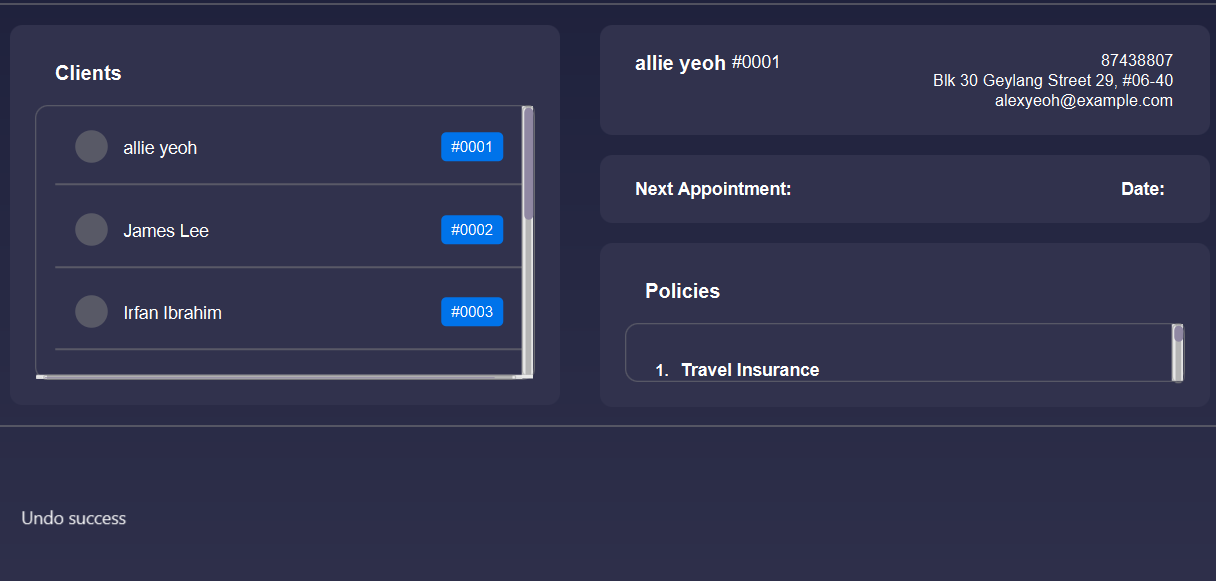 Clients
allie yeoh #0001
James Lee #0002
Irfan Ibrahim #0003
allie yeoh #0001
87438807
Blk 30 Geylang Street 29, #06-40
alexyeoh@example.com
Next Appointment: Date:
Policies
1. Travel Insurance
Undo success